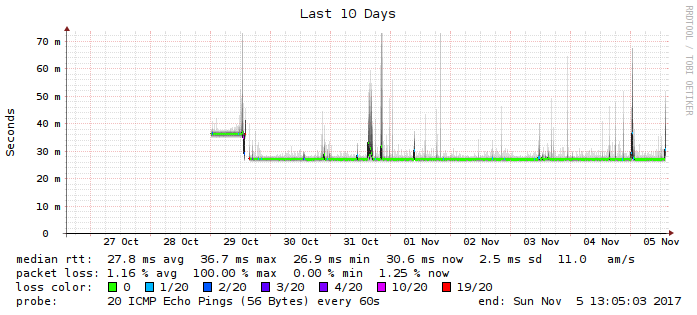 Last 10 Days
RRDTOOL / TOBI OETIKER
Seconds
70 m
60 m
50 m
40 m
30 m
20 m
10 m
0
27 Oct 28 Oct 29 Oct 30 Oct 31 Oct 01 Nov 02 Nov 03 Nov 04 Nov 05 Nov
median rtt: 27.8 ms avg 36.7 ms max 26.9 ms min 30.6 ms now 2.5 ms sd 11.0 am/s
packet loss: 1.16 % avg 100.00 % max 0.00 % min 1.25 % now
loss color: 0 1/20 2/20 3/20 4/20 10/20 19/20
probe: 20 ICMP Echo Pings (56 Bytes) every 60s end: Sun Nov 5 13:05:03 2017